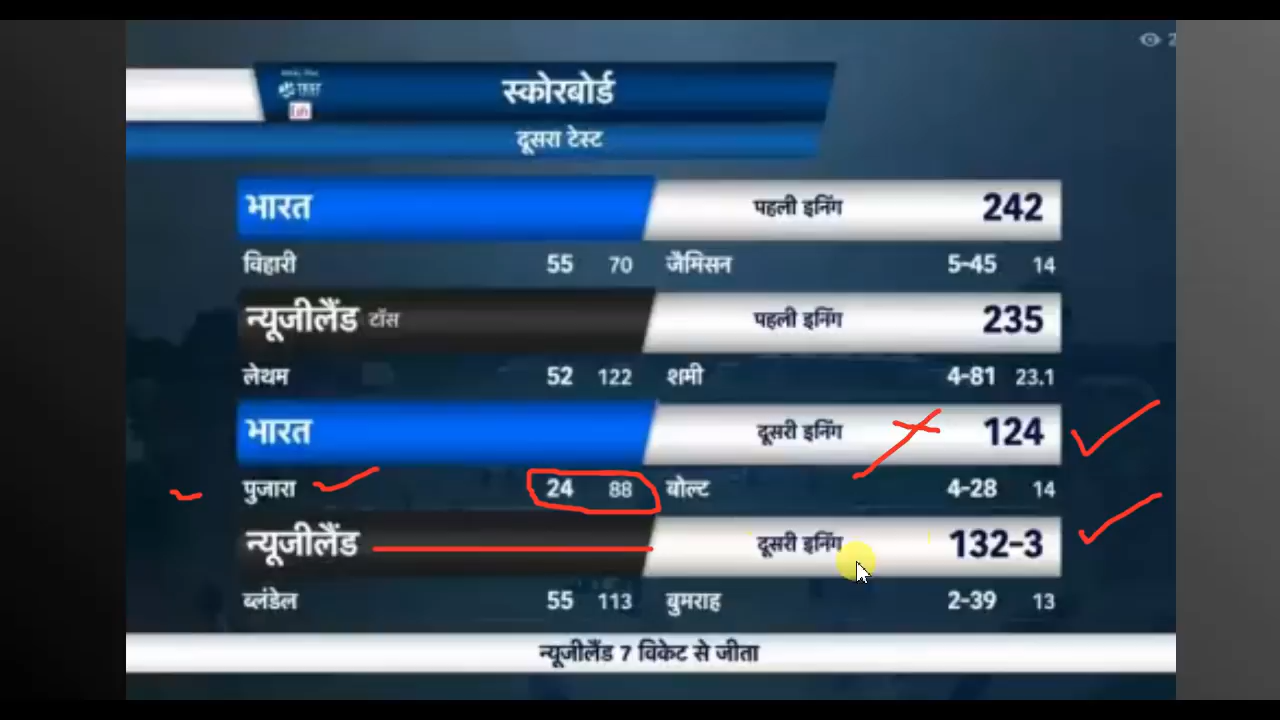 2
TEST
स्कोरबोर्ड
दूसरा टेस्ट
भारत पहली इनिंग 242
विहारी 55 70 जैमिसन 5-45 14
न्यूजीलैंड टॉस पहली इनिंग 235
लेथम 52 122 शमी 4-81 23.1
भारत दूसरी इनिंग 124
पुजारा 24 88 बोल्ट 4-28 14
न्यूजीलैंड दूसरी इनिंग 132-3
ब्लंडेल 55 113 बुमराह 2-39 13
न्यूजीलैंड 7 विकेट से जीता